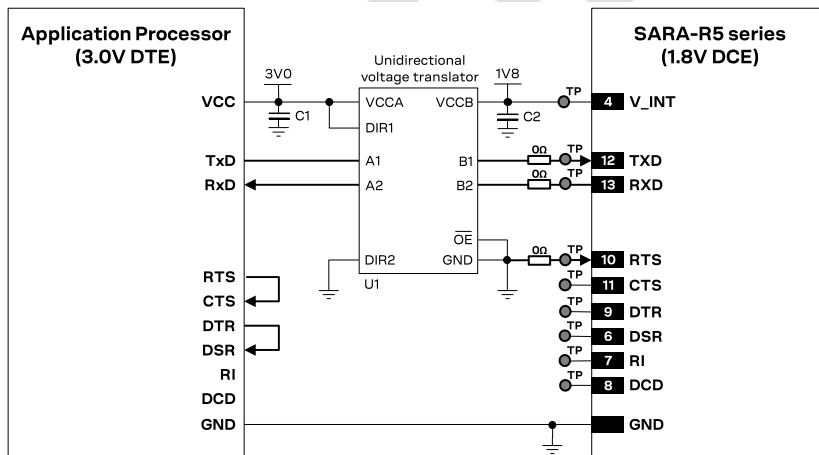 Application Processor
(3.0V DTE)
SARA-R5 series
(1.8V DCE)
Unidirectional
voltage translator
3V0
1V8
TP
VCC
VCCA
VCCB
4
V_INT
C1
C2
DIR1
0Ω
TP
TxD
A1
B1
12
TXD
0Ω
TP
RxD
A2
B2
13
RXD
OE
0Ω
TP
DIR2
GND
10
RTS
U1
RTS
TP
11
CTS
CTS
TP
9
DTR
DTR
TP
6
DSR
DSR
TP
7
RI
RI
TP
8
DCD
DCD
GND
GND